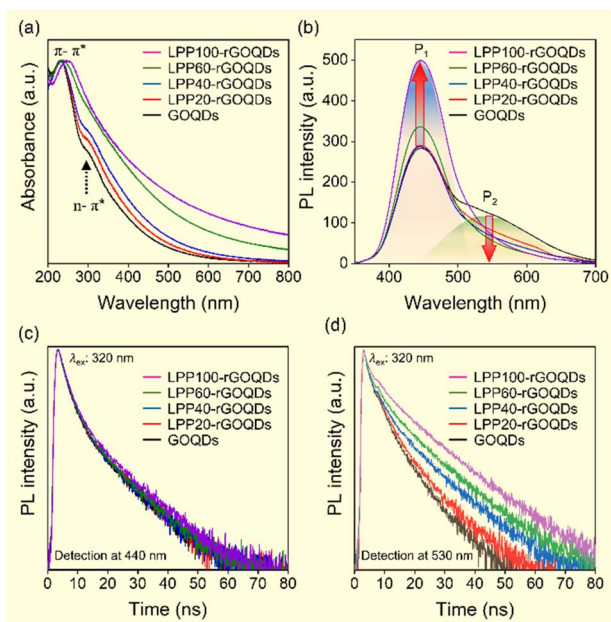 (a)
π- π*
LPP100-rGOQDs
LPP60-rGOQDs
LPP40-rGOQDs
LPP20-rGOQDs
GOQDs
n- π*
Absorbance (a.u.)
200 300 400 500 600 700 800
Wavelength (nm)
(b)
P1
LPP100-rGOQDs
LPP60-rGOQDs
LPP40-rGOQDs
LPP20-rGOQDs
GOQDs
P2
PL intensity (a.u.)
500
400
300
200
100
0
400 500 600 700
Wavelength (nm)
(c)
λex: 320 nm
LPP100-rGOQDs
LPP60-rGOQDs
LPP40-rGOQDs
LPP20-rGOQDs
GOQDs
Detection at 440 nm
PL intensity (a.u.)
0 10 20 30 40 50 60 70 80
Time (ns)
(d)
λex: 320 nm
LPP100-rGOQDs
LPP60-rGOQDs
LPP40-rGOQDs
LPP20-rGOQDs
GOQDs
Detection at 530 nm
PL intensity (a.u.)
0 10 20 30 40 50 60 70 80
Time (ns)